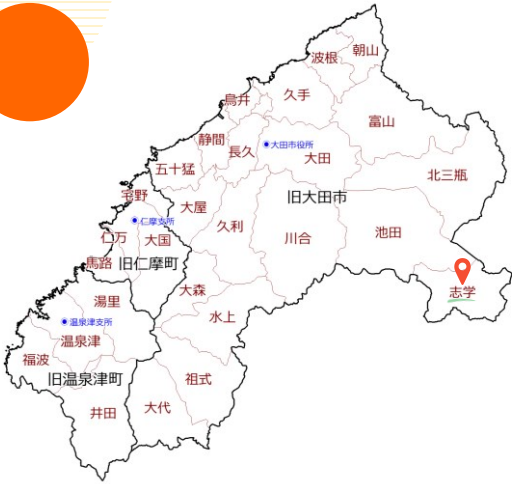 朝山
波根
久手
鳥井
富山
静間
長久
大田市役所
大田
五十猛
北三瓶
宅野
旧大田市
大屋
仁摩支所
久利
池田
仁万
大国
川合
馬路
旧仁摩町
志学
大森
湯里
水上
温泉津支所
温泉津
福波
旧温泉津町
祖式
井田
大代